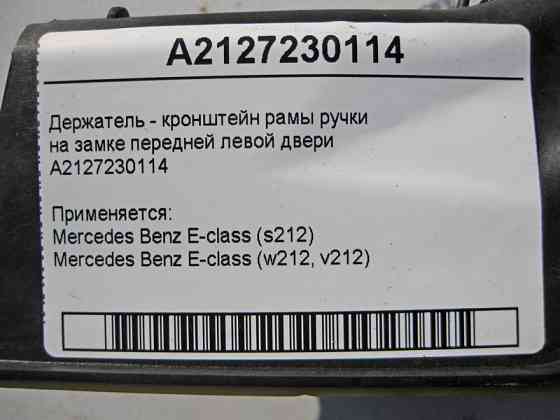 A2127230114
Держатель - кронштейн рамы ручки
на замке передней левой двери
A2127230114
Применяется:
Mercedes Benz E-class (s212)
Mercedes Benz E-class (w212, v212)